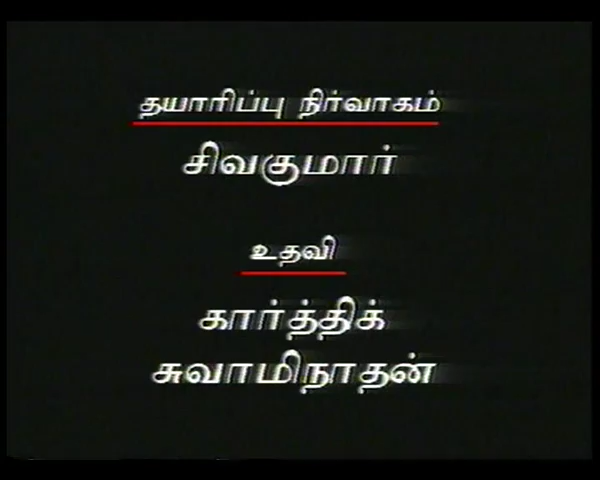 தயாரிப்பு நிர்வாகம்
சிவகுமார்
உதவி
கார்த்திக்
சுவாமிநாதன்